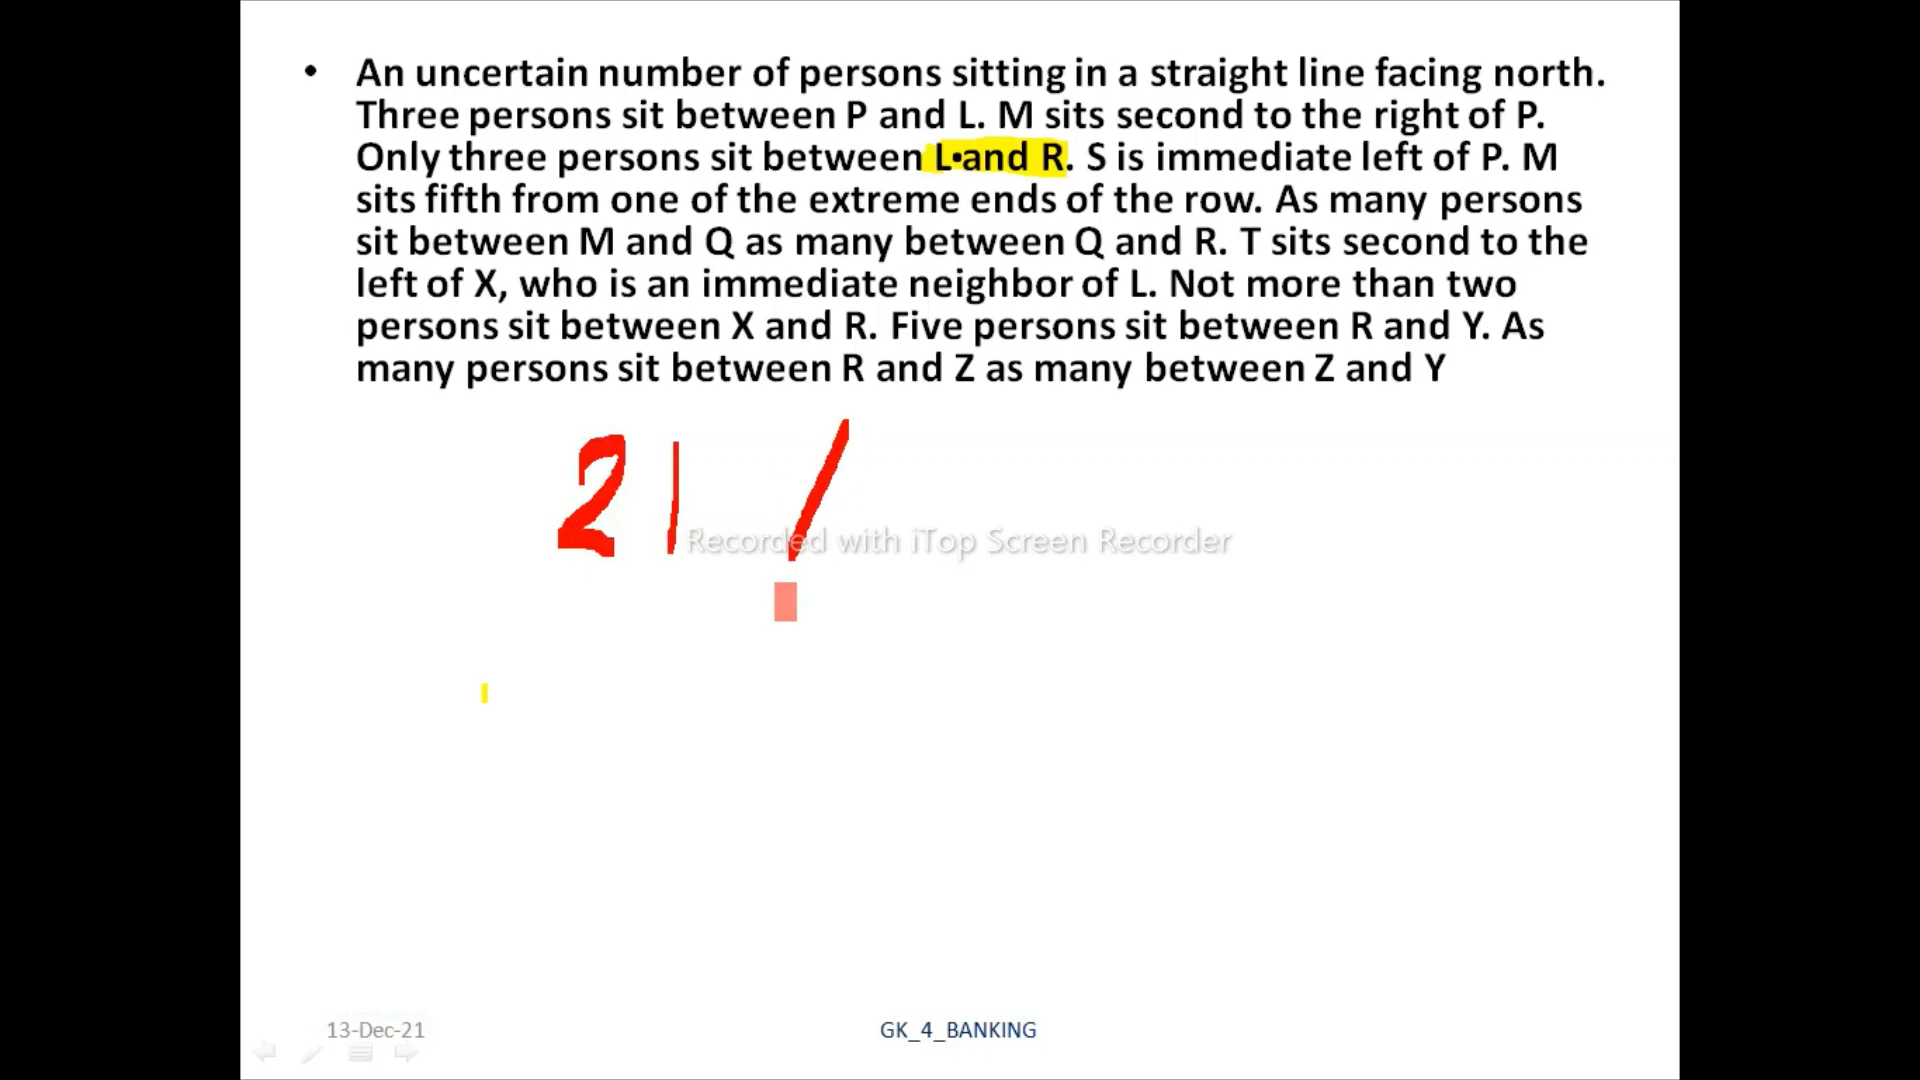 • An uncertain number of persons sitting in a straight line facing north.
Three persons sit between P and L. M sits second to the right of P.
Only three persons sit between L and R. S is immediate left of P. M
sits fifth from one of the extreme ends of the row. As many persons
sit between M and Q as many between Q and R. T sits second to the
left of X, who is an immediate neighbor of L. Not more than two
persons sit between X and R. Five persons sit between R and Y. As
many persons sit between R and Z as many between Z and Y
21 /
Recorded with iTop Screen Recorder
13-Dec-21
GK_4_BANKING